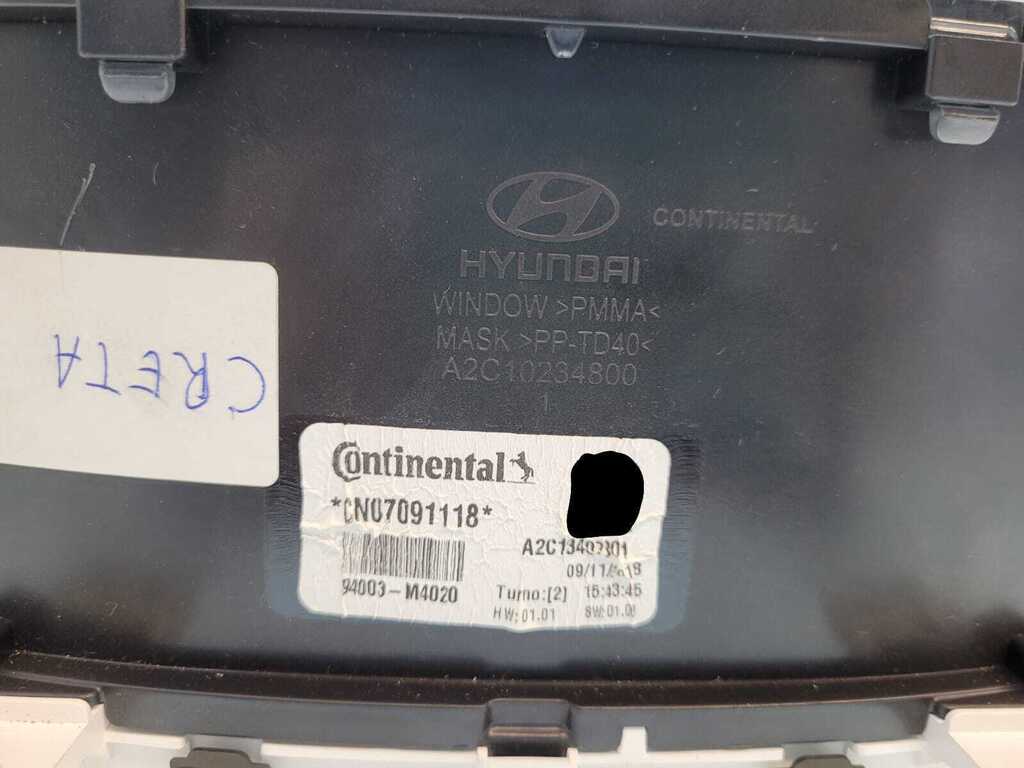 CONTINENTAL
HYUNDAI
WINDOW >PMMA<
MASK >PP-TD40<
A2C10234800
1
CRETA
Continental
*CN07091118*
94003-M4020
Turno:[2] 15:43:45
HW:01.01